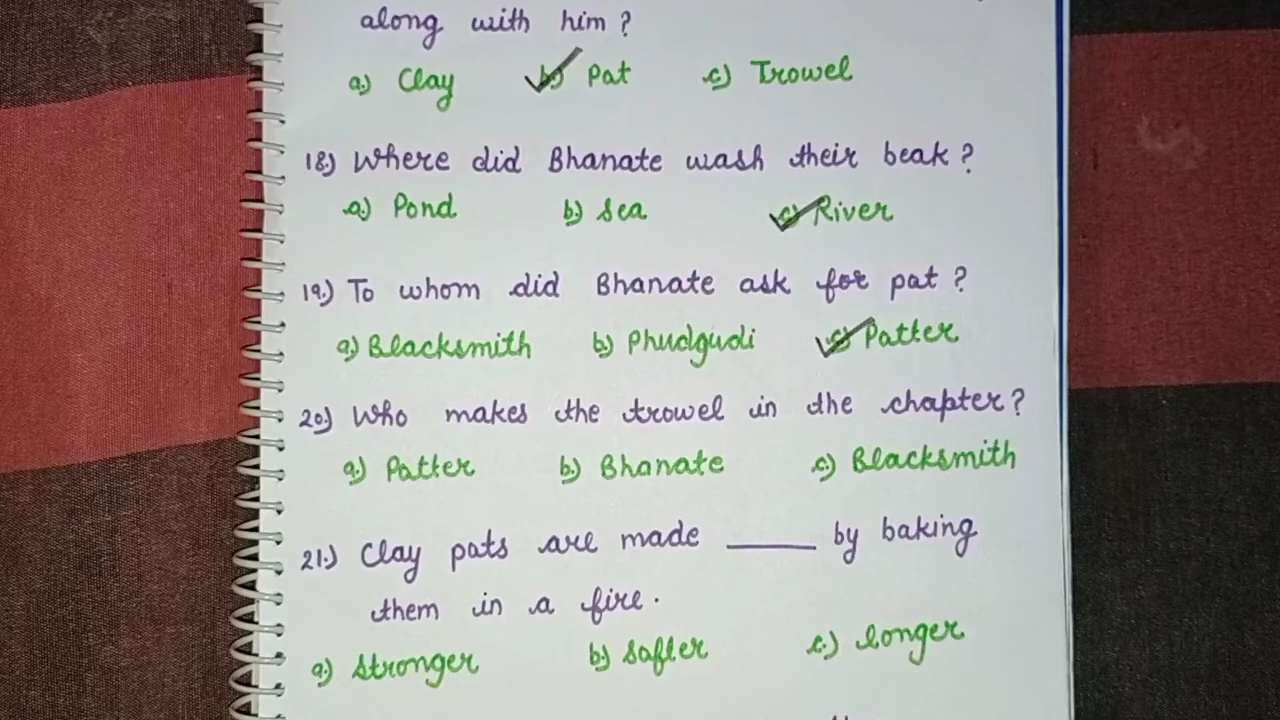 along with him?
a) Clay b) Pat c) Trowel
18.) Where did Bhanate wash their beak?
a) Pond b) Sea c) River
19.) To whom did Bhanate ask for pat?
a) Blacksmith b) Phudgudi c) Patter
20.) Who makes the trowel in the chapter?
a.) Patter b.) Bhanate c.) Blacksmith
21.) Clay pats are made ____ by baking
them in a fire.
a.) Stronger b) Safter c.) longer